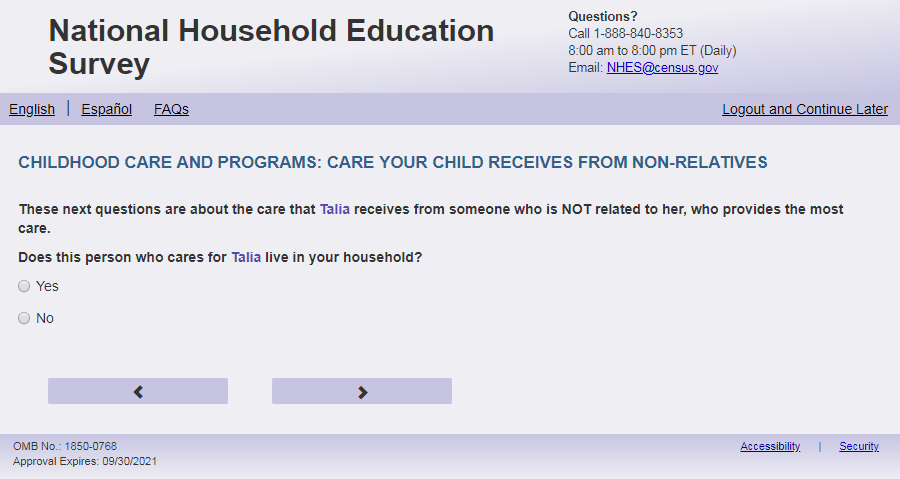 National Household Education
Survey
Questions?
Call 1-888-840-8353
8:00 am to 8:00 pm ET (Daily)
Email: NHES@census.gov
English | Español FAQs
Logout and Continue Later
CHILDHOOD CARE AND PROGRAMS: CARE YOUR CHILD RECEIVES FROM NON-RELATIVES
These next questions are about the care that Talia receives from someone who is NOT related to her, who provides the most
care.
Does this person who cares for Talia live in your household?
Yes
No
OMB No.: 1850-0768
Approval Expires: 09/30/2021
Accessibility | Security